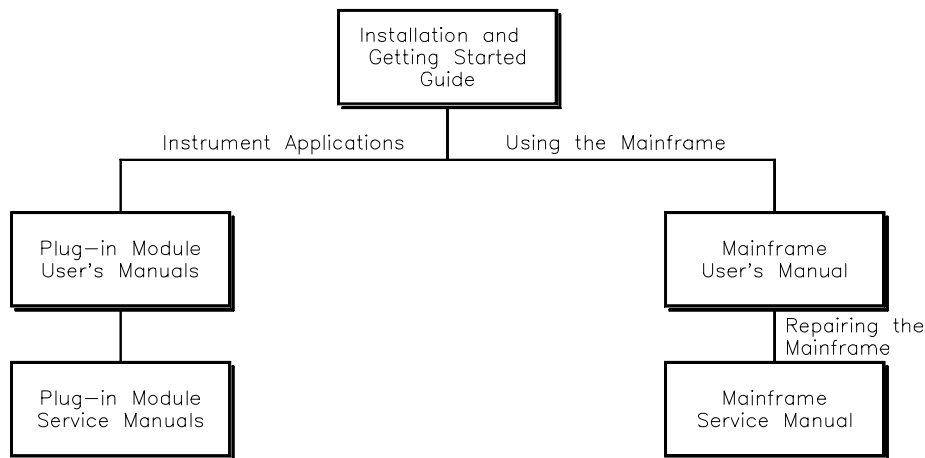 Installation and
Getting Started
Guide
Instrument Applications
Using the Mainframe
Plug-in Module
User's Manuals
Mainframe
User's Manual
Repairing the
Mainframe
Plug-in Module
Service Manuals
Mainframe
Service Manual